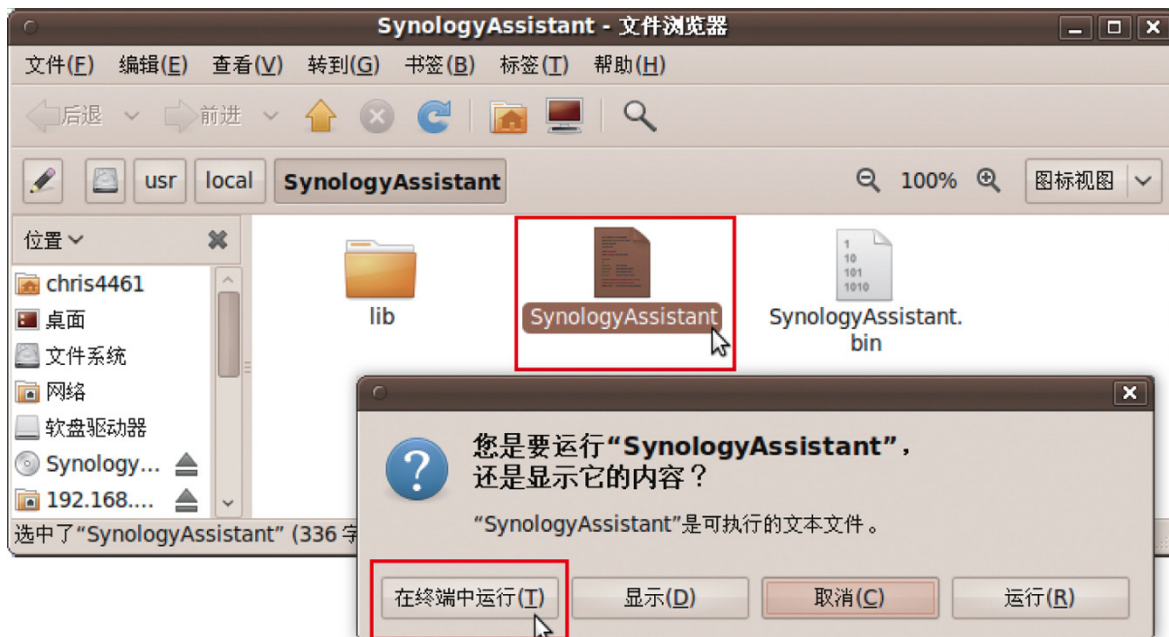 SynologyAssistant - 文件浏览器
文件(F) 编辑(E) 查看(V) 转到(G) 书签(B) 标签(T) 帮助(H)
后退 前进
usr local SynologyAssistant 100% 图标视图
位置
chris4461
桌面
文件系统
网络
软盘驱动器
Synology...
192.168....
lib
SynologyAssistant
1
10
101
1010
SynologyAssistant.
bin
选中了“SynologyAssistant” (336 字
您是要运行“SynologyAssistant”，
还是显示它的内容？
“SynologyAssistant”是可执行的文本文件。
在终端中运行(T) 显示(D) 取消(C) 运行(R)